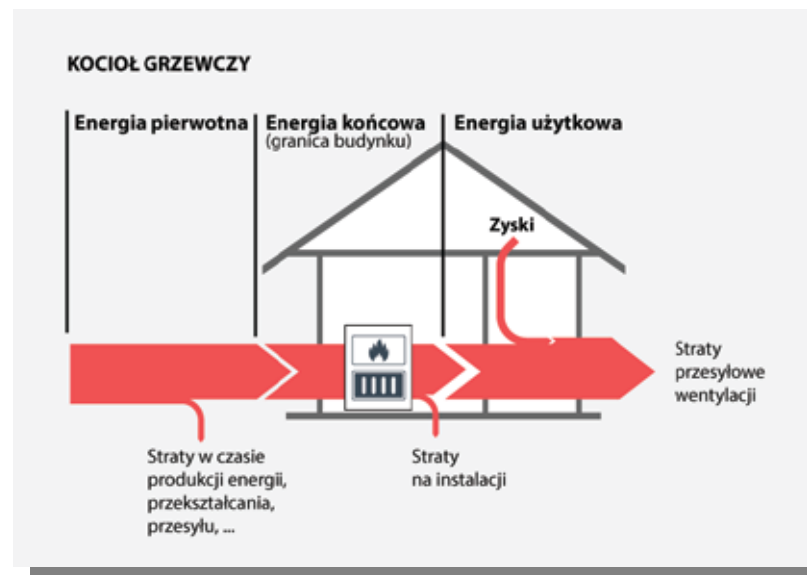 KOCIOŁ GRZEWCZY
Energia pierwotna
Energia końcowa
(granica budynku)
Energia użytkowa
Zyski
Straty
przesyłowe
wentylacji
Straty w czasie
produkcji energii,
przekształcania,
przesyłu, ...
Straty
na instalacji